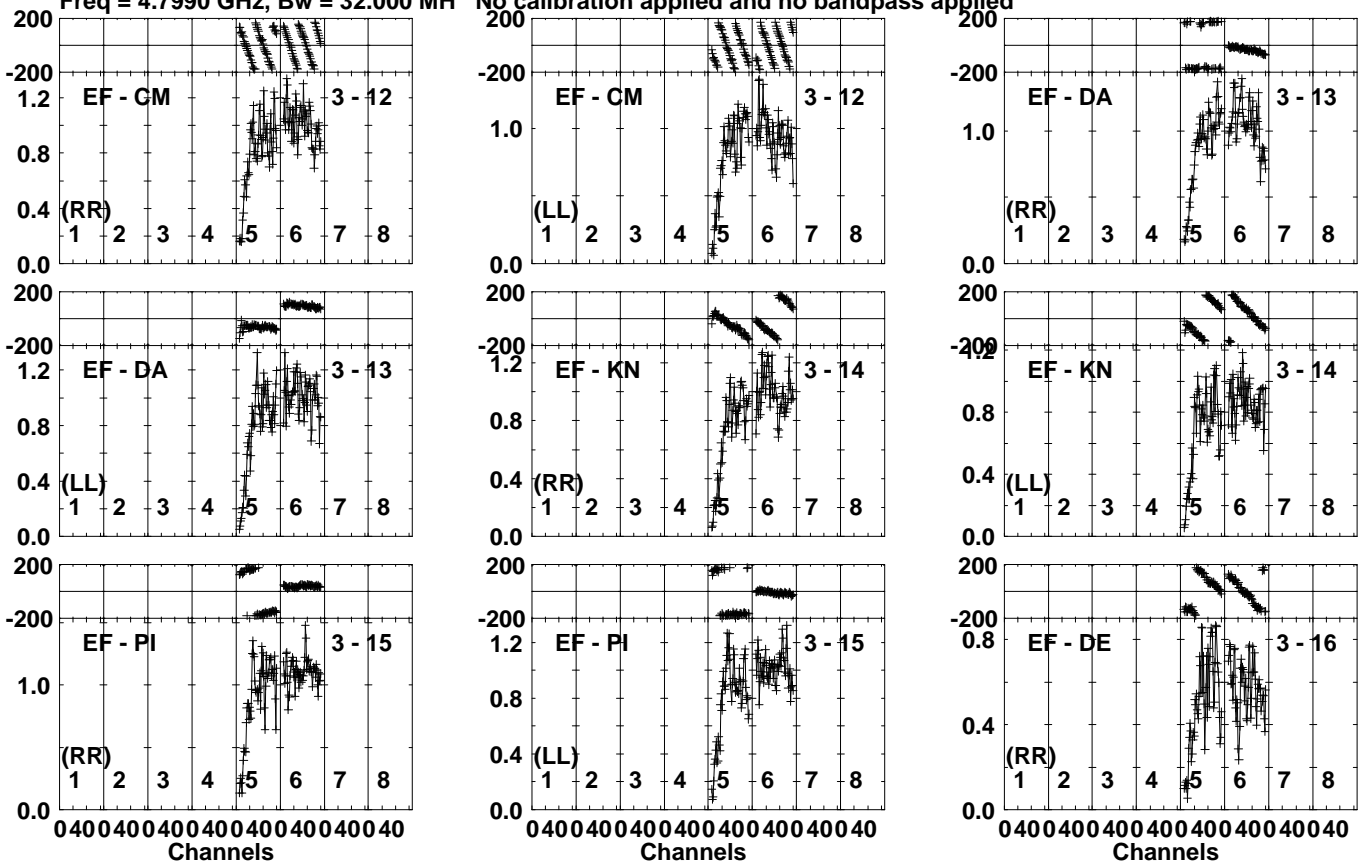 Freq = 4.7990 GHz, Bw = 32.000 MH No calibration applied and no bandpass applied
200
-200
1.2
0.8
0.4
0.0
EF - CM 3 - 12
(RR)
1 2 3 4 5 6 7 8
200
-200
1.0
0.0
EF - CM 3 - 12
(LL)
1 2 3 4 5 6 7 8
200
-200
1.0
0.0
EF - DA 3 - 13
(RR)
1 2 3 4 5 6 7 8
200
-200
1.2
0.8
0.4
0.0
EF - DA 3 - 13
(LL)
1 2 3 4 5 6 7 8
200
-200
1.2
0.8
0.4
0.0
EF - KN 3 - 14
(RR)
1 2 3 4 5 6 7 8
200
-200
1.2
0.8
0.4
0.0
EF - KN 3 - 14
(LL)
1 2 3 4 5 6 7 8
200
-200
1.0
0.0
EF - PI 3 - 15
(RR)
1 2 3 4 5 6 7 8
0 40 0 40 0 40 0 40 0 40 0 40 0 40 0 40
Channels
200
-200
1.2
0.8
0.4
0.0
EF - PI 3 - 15
(LL)
1 2 3 4 5 6 7 8
0 40 0 40 0 40 0 40 0 40 0 40 0 40 0 40
Channels
200
-200
0.8
0.4
0.0
EF - DE 3 - 16
(RR)
1 2 3 4 5 6 7 8
0 40 0 40 0 40 0 40 0 40 0 40 0 40 0 40
Channels